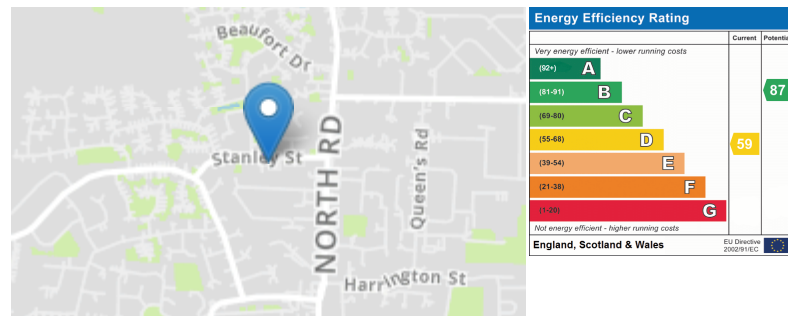 Beaufort Dr
Stanley St
NORTH RD
Queen's Rd
Harrington St
Energy Efficiency Rating
Current Potentia
Very energy efficient - lower running costs
(92+) A
(81-91) B
87
(69-80) C
(55-68) D
59
(39-54) E
(21-38) F
(1-20) G
Not energy efficient - higher running costs
England, Scotland & Wales
EU Directive
2002/91/EC